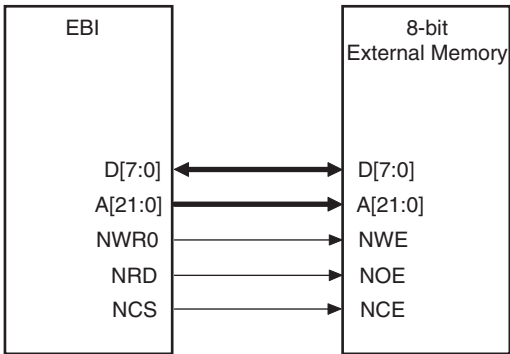 EBI
8-bit
External Memory
D[7:0] D[7:0]
A[21:0] A[21:0]
NWR0 NWE
NRD NOE
NCS NCE